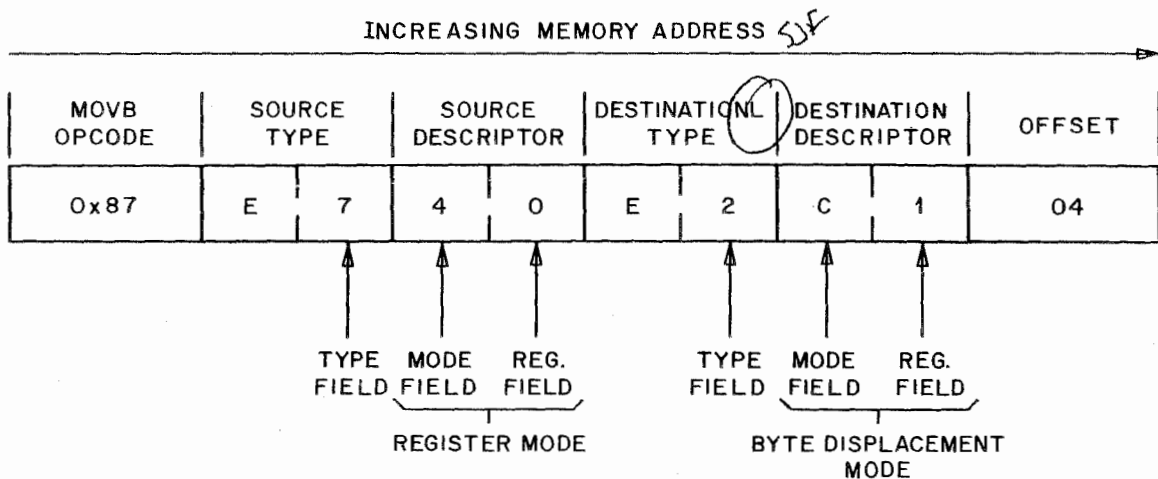 INCREASING MEMORY ADDRESS
MOVB OPCODE
SOURCE TYPE
SOURCE DESCRIPTOR
DESTINATIONL TYPE
DESTINATION DESCRIPTOR
OFFSET
0x87 E 7 4 0 E 2 C 1 04
TYPE FIELD
MODE FIELD
REG. FIELD
TYPE FIELD
MODE FIELD
REG. FIELD
REGISTER MODE
BYTE DISPLACEMENT
MODE